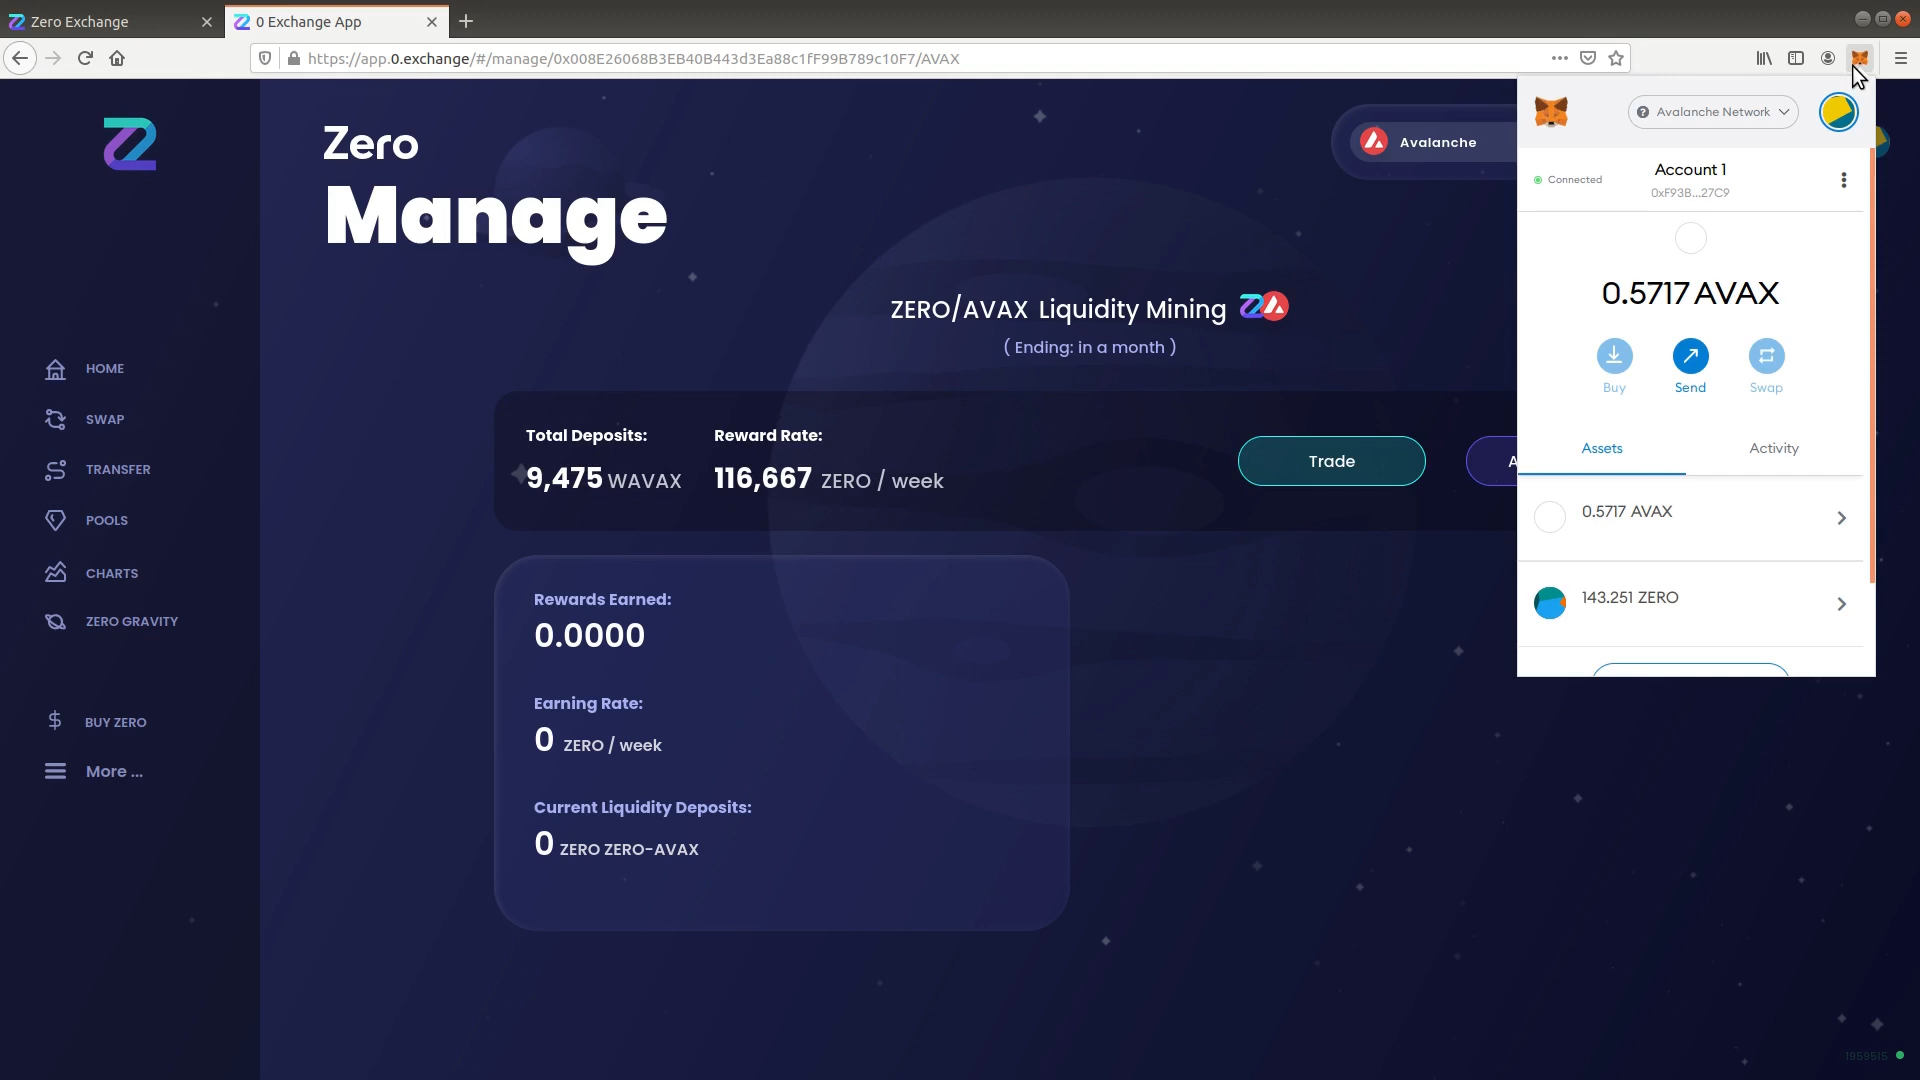 Zero Exchange
0 Exchange App
https://app.0.exchange/#/manage/0x008E26068B3EB40B443d3Ea88c1fF99B789c10F7/AVAX
Zero
Manage
Avalanche
HOME
SWAP
TRANSFER
POOLS
CHARTS
ZERO GRAVITY
BUY ZERO
More ...
ZERO/AVAX Liquidity Mining
( Ending: in a month )
Total Deposits:
9,475 WAVAX
Reward Rate:
116,667 ZERO / week
Trade
A
Rewards Earned:
0.0000
Earning Rate:
0 ZERO / week
Current Liquidity Deposits:
0 ZERO ZERO-AVAX
Avalanche Network
Connected
Account 1
0xF93B...27C9
0.5717 AVAX
Buy
Send
Swap
Assets
Activity
0.5717 AVAX
143.251 ZERO
1959515